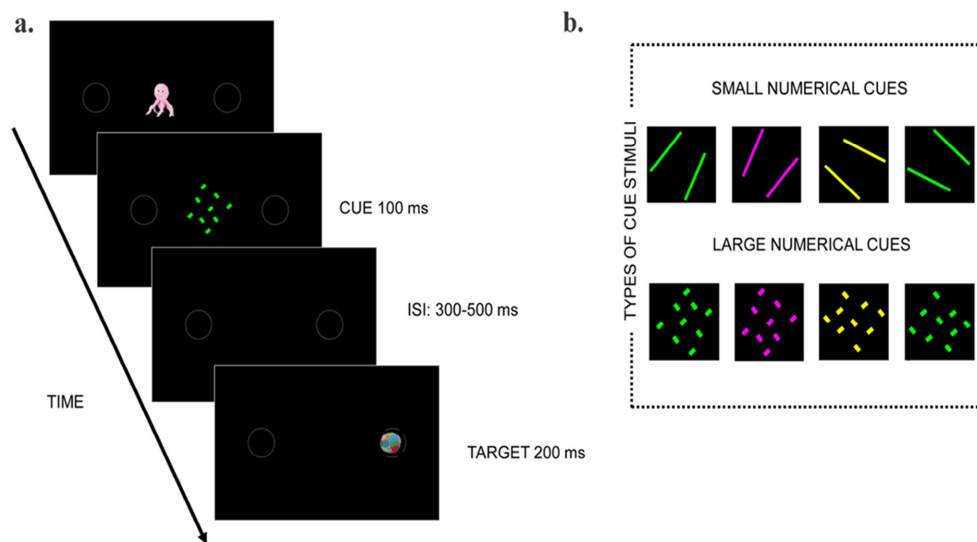 a.
CUE 100 ms
ISI: 300-500 ms
TIME
TARGET 200 ms
b.
TYPES OF CUE STIMULI
SMALL NUMERICAL CUES
LARGE NUMERICAL CUES